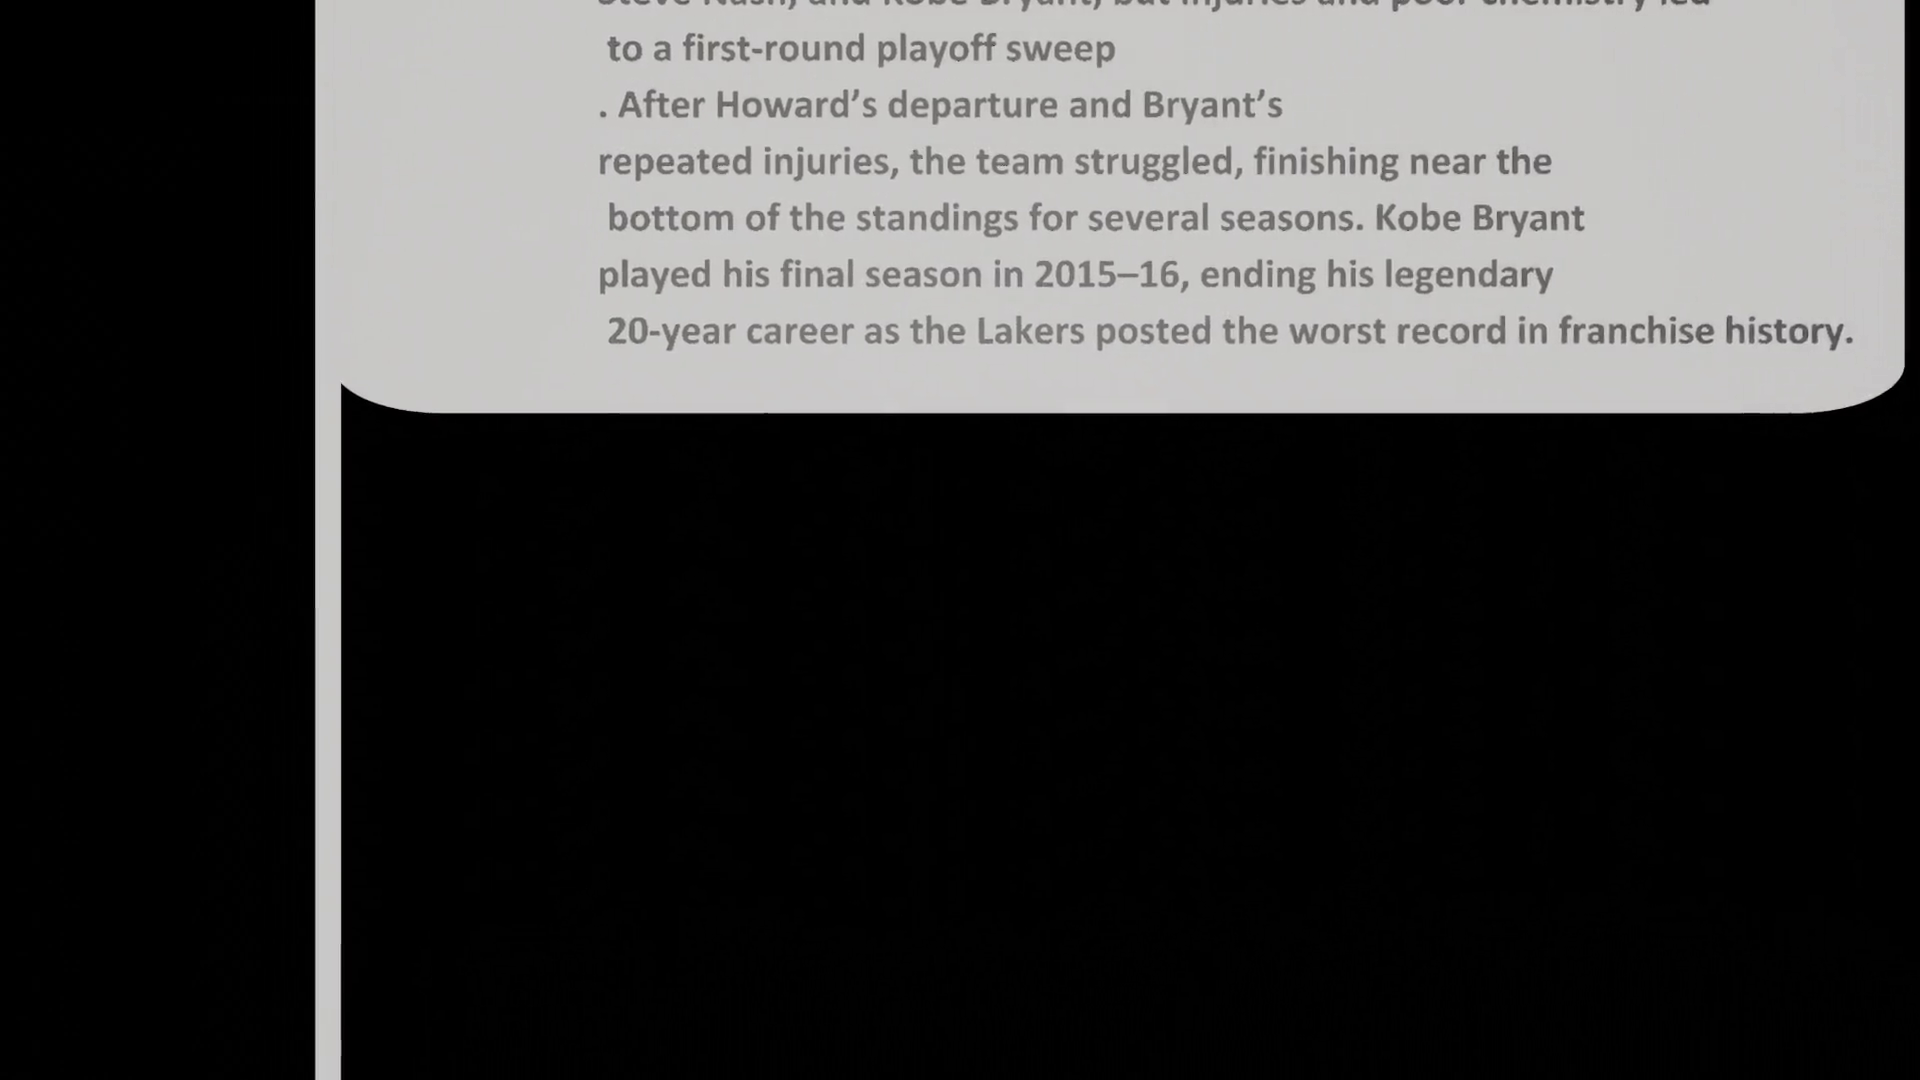 Steve Nash, and Kobe Bryant, but injuries and poor chemistry led
to a first-round playoff sweep
. After Howard’s departure and Bryant’s
repeated injuries, the team struggled, finishing near the
bottom of the standings for several seasons. Kobe Bryant
played his final season in 2015–16, ending his legendary
20-year career as the Lakers posted the worst record in franchise history.